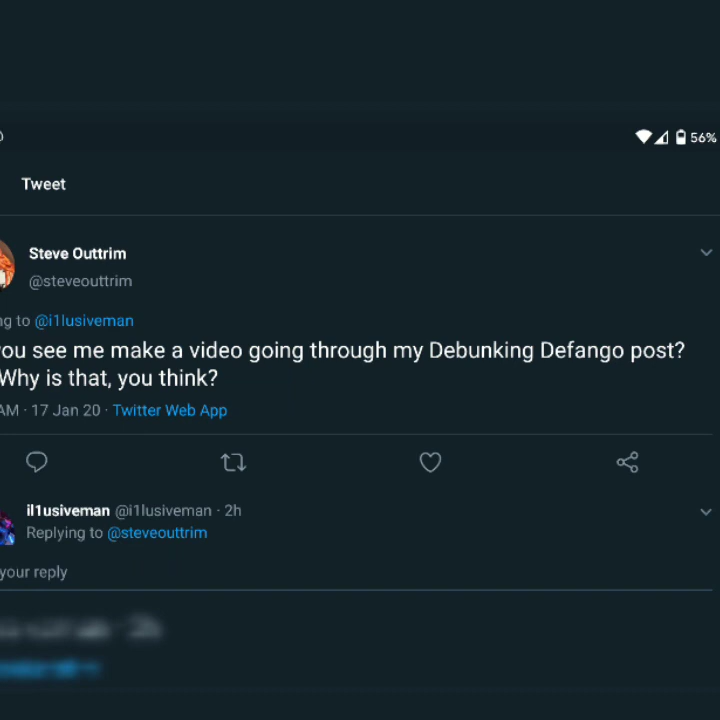 56%
Tweet
Steve Outtrim
@steveouttrim
to @i1lusiveman
see me make a video going through my Debunking Defango post?
Why is that, you think?
AM · 17 Jan 20 · Twitter Web App
il1usiveman @i1lusiveman · 2h
Replying to @steveouttrim
your reply